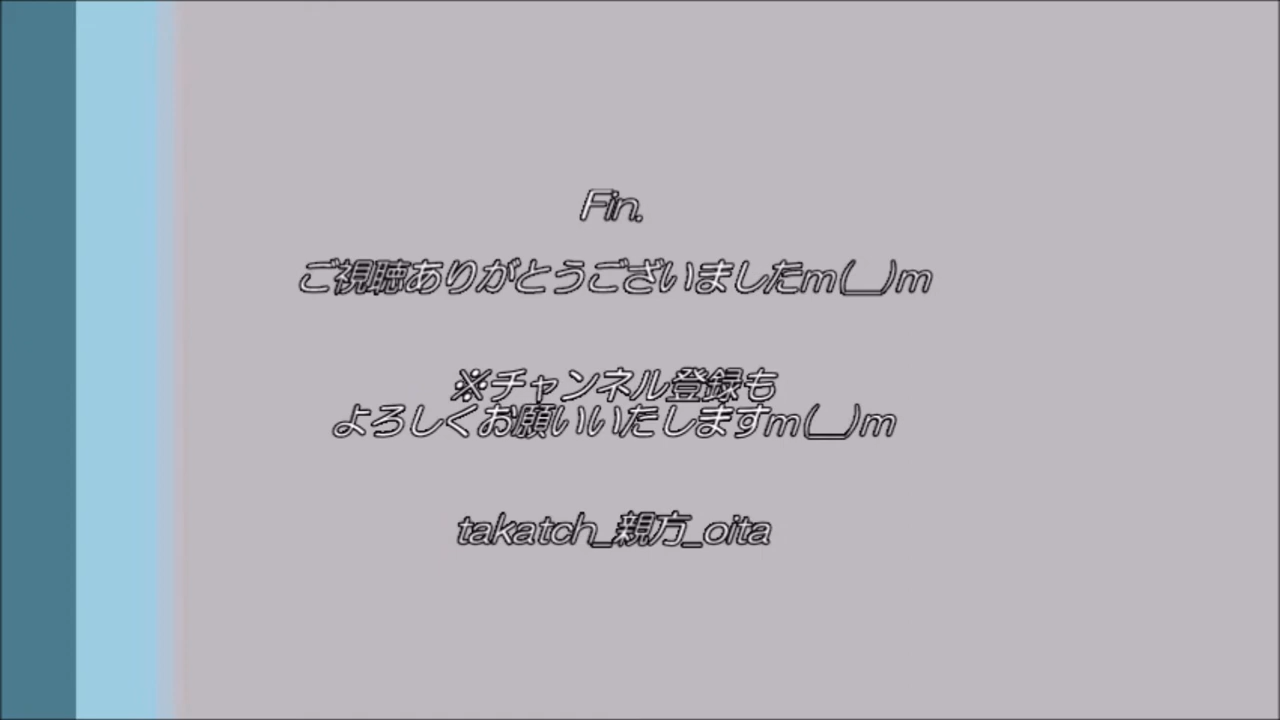 Fin.
ご視聴ありがとうございましたm(__)m
※チャンネル登録も
よろしくお願いいたしますm(__)m
takatch_親方_oita